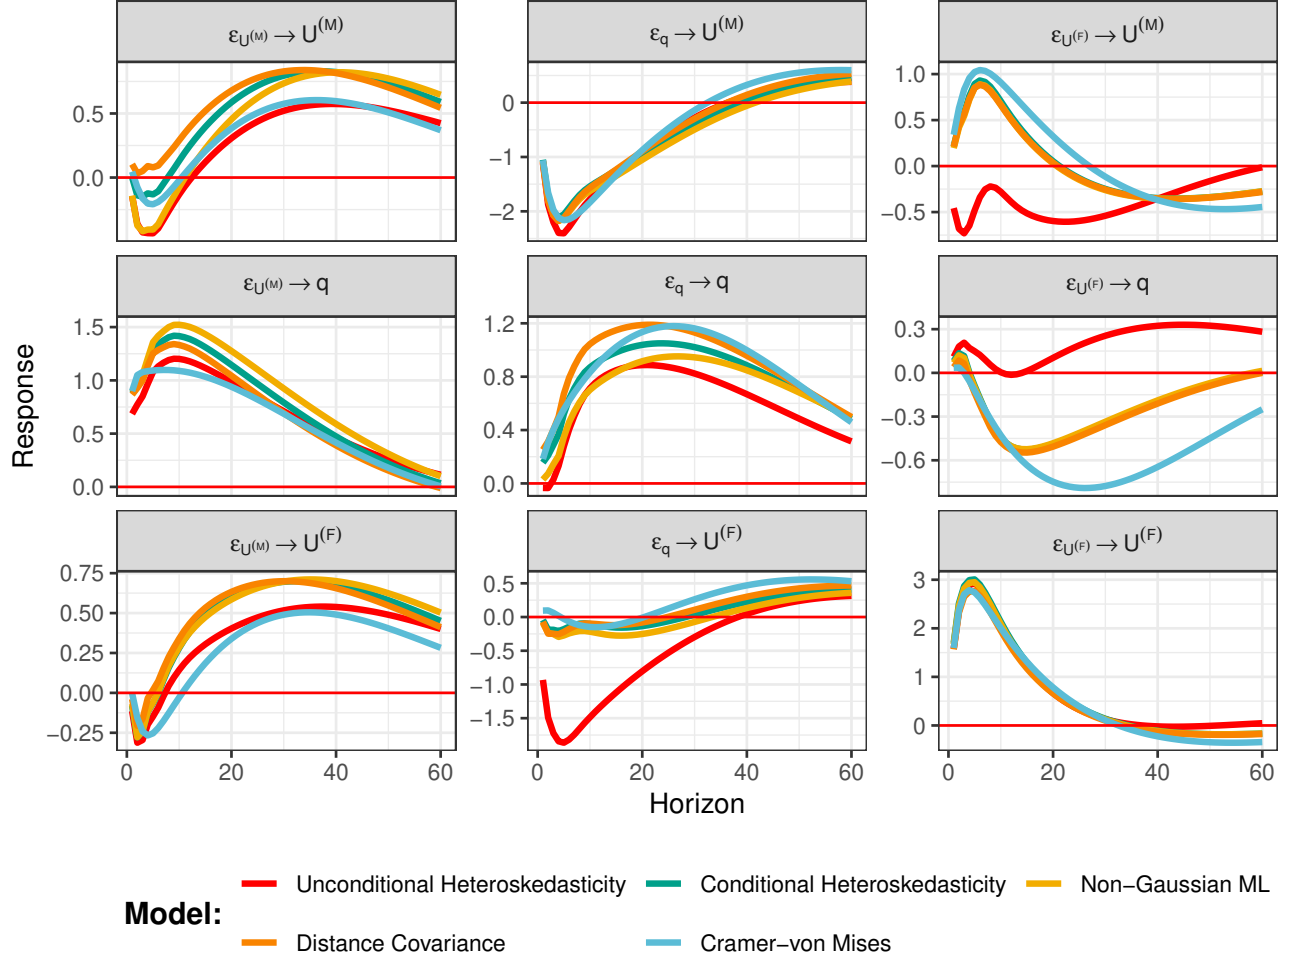 ε_U(M) → U(M)
ε_q → U(M)
ε_U(F) → U(M)
0.5
0.0
0
−1
−2
1.0
0.5
0.0
−0.5
ε_U(M) → q
ε_q → q
ε_U(F) → q
1.5
1.0
0.5
0.0
1.2
0.8
0.4
0.0
0.3
0.0
−0.3
−0.6
Response
ε_U(M) → U(F)
ε_q → U(F)
ε_U(F) → U(F)
0.75
0.50
0.25
0.00
−0.25
0.5
0.0
−0.5
−1.0
−1.5
3
2
1
0
0 20 40 60
0 20 40 60
0 20 40 60
Horizon
Model:
Unconditional Heteroskedasticity
Conditional Heteroskedasticity
Non−Gaussian ML
Distance Covariance
Cramer−von Mises